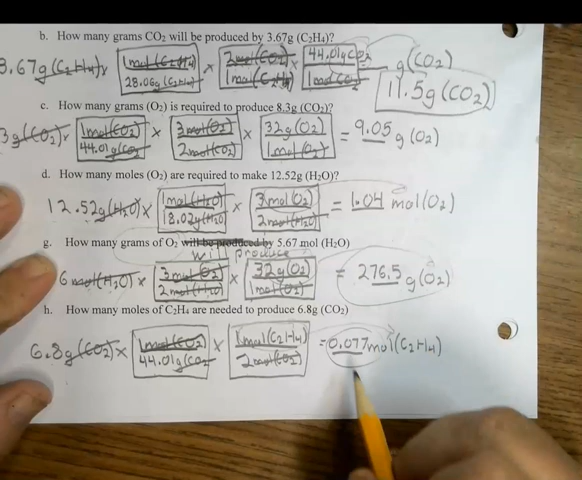 b. How many grams CO2 will be produced by 3.67g (C2H4)?
3.67g(C2H4) x 1mol(C2H4) / 28.06g(C2H4) x 2mol(CO2) / 1mol(C2H4) x 44.01g CO2 / 1mol CO2 g(CO2)
11.5g(CO2)
c. How many grams (O2) is required to produce 8.3g (CO2)?
3g(CO2) x 1mol(CO2) / 44.01g(CO2) x 3mol(O2) / 2mol(CO2) x 32g(O2) / 1mol(O2) = 9.05 g(O2)
d. How many moles (O2) are required to make 12.52g (H2O)?
12.52g(H2O) x 1mol(H2O) / 18.02g(H2O) x 3mol(O2) / 2mol(H2O) = 1.04 mol(O2)
g. How many grams of O2 will be produced by 5.67 mol (H2O)
will produce
6 mol(H2O) x 3mol(O2) / 2mol(H2O) x 32g(O2) / 1mol(O2) = 276.5 g(O2)
h. How many moles of C2H4 are needed to produce 6.8g (CO2)
6.8g(CO2) x 1mol(CO2) / 44.01g(CO2 x 1mol(C2H4) / 2mol(CO2) = 0.077mol(C2H4)